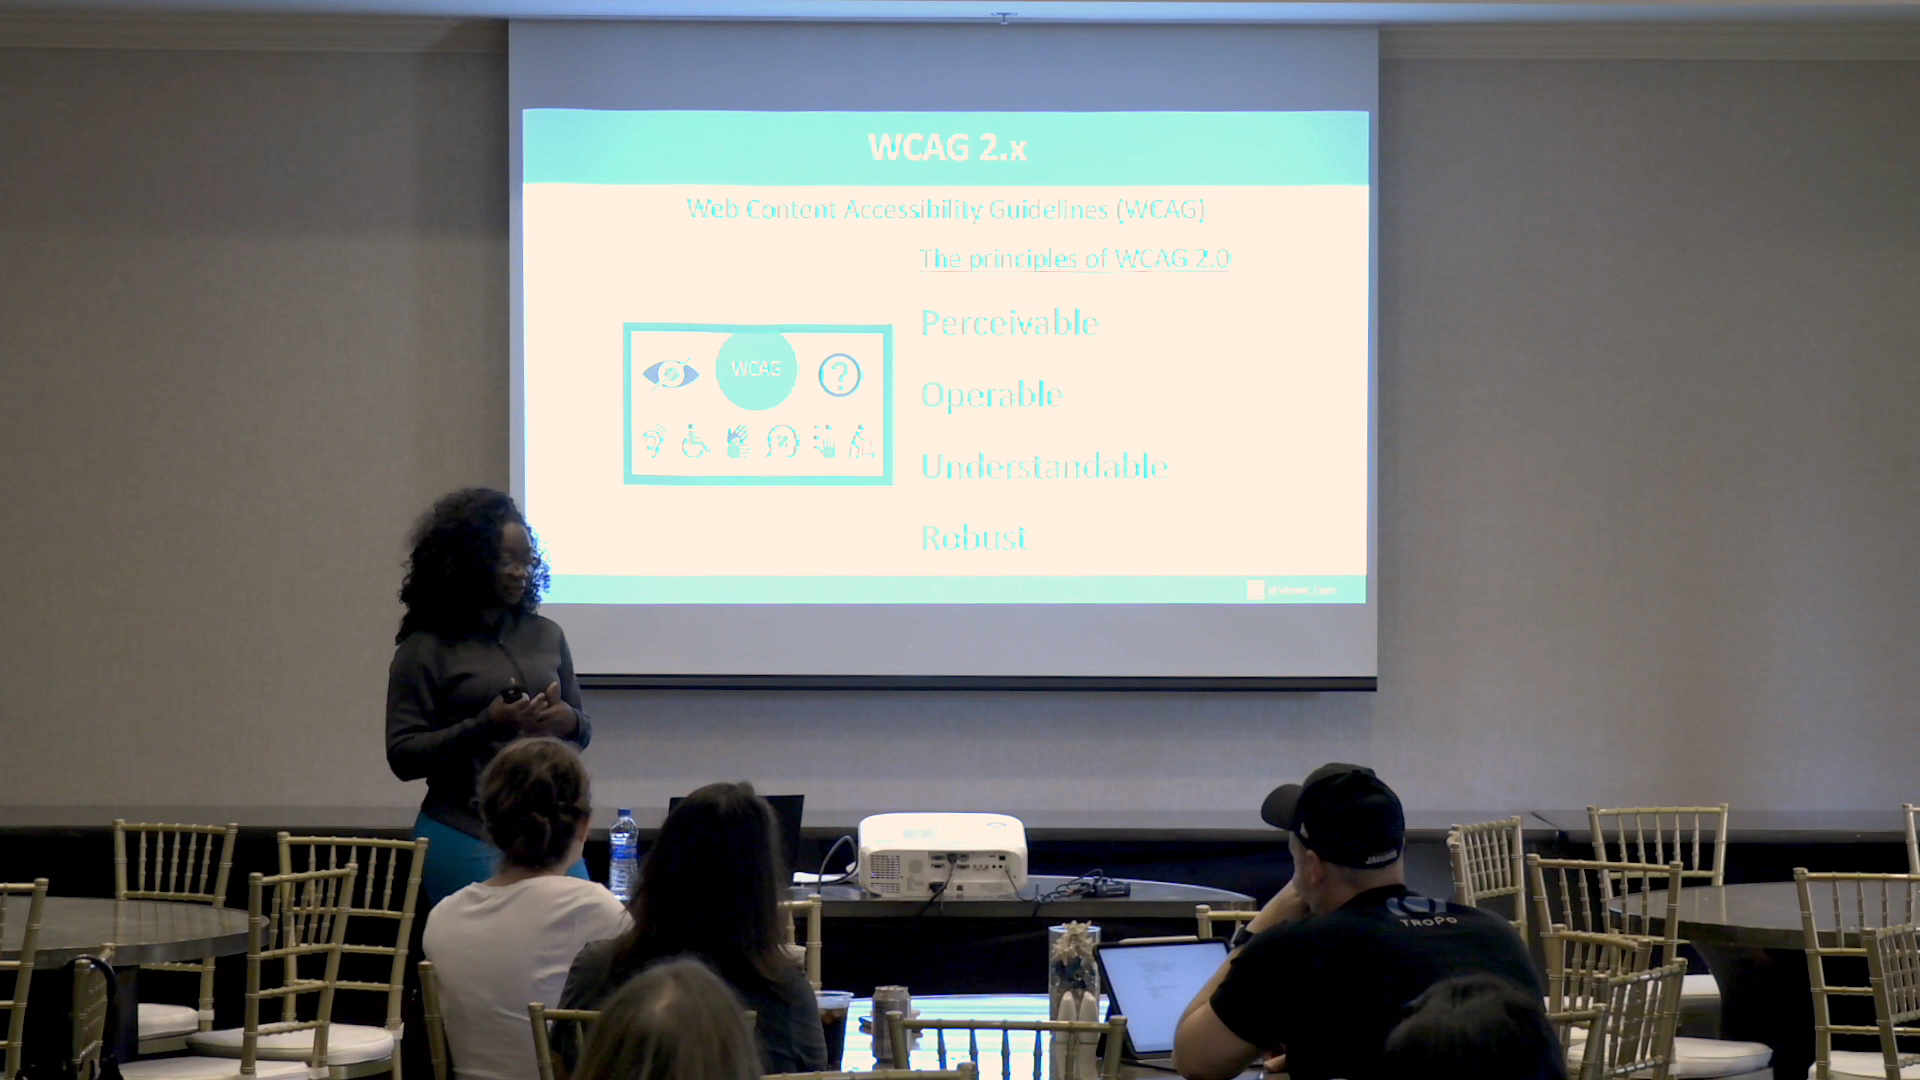 WCAG 2.x
Web Content Accessibility Guidelines (WCAG)
The principles of WCAG 2.0
Perceivable
WCAG
?
Operable
Understandable
Robust
JAGUARS
TROPO